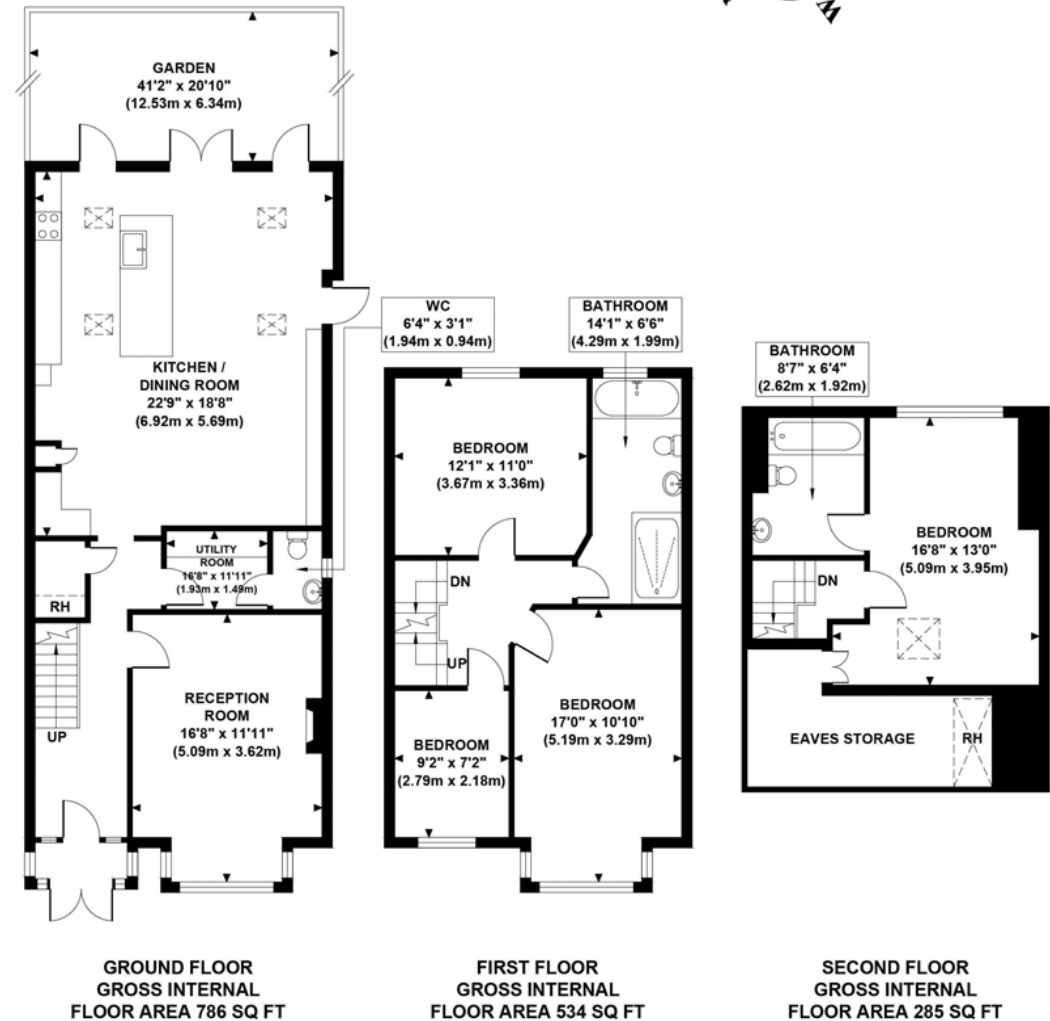 W
GARDEN
41'2" x 20'10"
(12.53m x 6.34m)
KITCHEN /
DINING ROOM
22'9" x 18'8"
(6.92m x 5.69m)
WC
6'4" x 3'1"
(1.94m x 0.94m)
UTILITY
ROOM
16'8" x 11'11"
(1.93m x 1.49m)
RH
UP
RECEPTION
ROOM
16'8" x 11'11"
(5.09m x 3.62m)
GROUND FLOOR
GROSS INTERNAL
FLOOR AREA 786 SQ FT
BATHROOM
14'1" x 6'6"
(4.29m x 1.99m)
BEDROOM
12'1" x 11'0"
(3.67m x 3.36m)
DN
UP
BEDROOM
17'0" x 10'10"
(5.19m x 3.29m)
BEDROOM
9'2" x 7'2"
(2.79m x 2.18m)
FIRST FLOOR
GROSS INTERNAL
FLOOR AREA 534 SQ FT
BATHROOM
8'7" x 6'4"
(2.62m x 1.92m)
BEDROOM
16'8" x 13'0"
(5.09m x 3.95m)
DN
EAVES STORAGE
RH
SECOND FLOOR
GROSS INTERNAL
FLOOR AREA 285 SQ FT